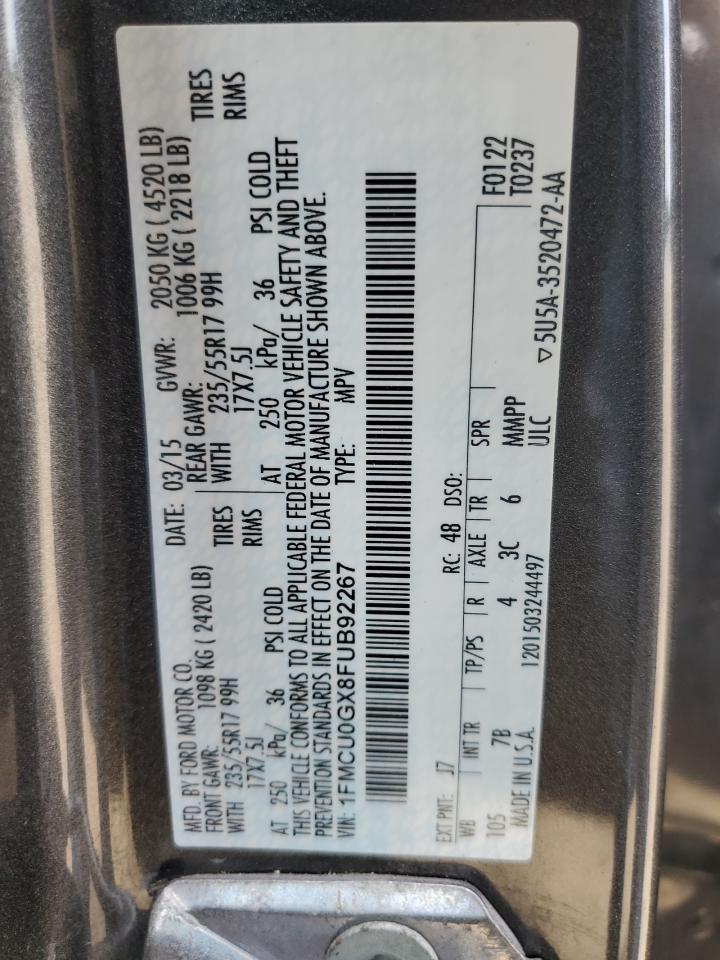 MFD. BY FORD MOTOR CO.
DATE: 03/15 GVWR: 2050 KG ( 4520 LB)
FRONT GAWR: 1098 KG ( 2420 LB)
REAR GAWR: 1006 KG ( 2218 LB)
WITH 235/55R17 99H TIRES
WITH 235/55R17 99H TIRES
17X7.5J RIMS
17X7.5J RIMS
AT 250 kPa/ 36 PSI COLD
AT 250 kPa/ 36 PSI COLD
THIS VEHICLE CONFORMS TO ALL APPLICABLE FEDERAL MOTOR VEHICLE SAFETY AND THEFT
PREVENTION STANDARDS IN EFFECT ON THE DATE OF MANUFACTURE SHOWN ABOVE.
VIN: 1FMCU0GX8FUB92267 TYPE: MPV
EXT PNT: J7 RC: 48 DSO:
WB INT TR TP/PS R AXLE TR SPR
F0122
T0237
105 7B 4 3C 6 MMPP
ULC
MADE IN U.S.A. 1201503244497
▽5U5A-3520472-AA